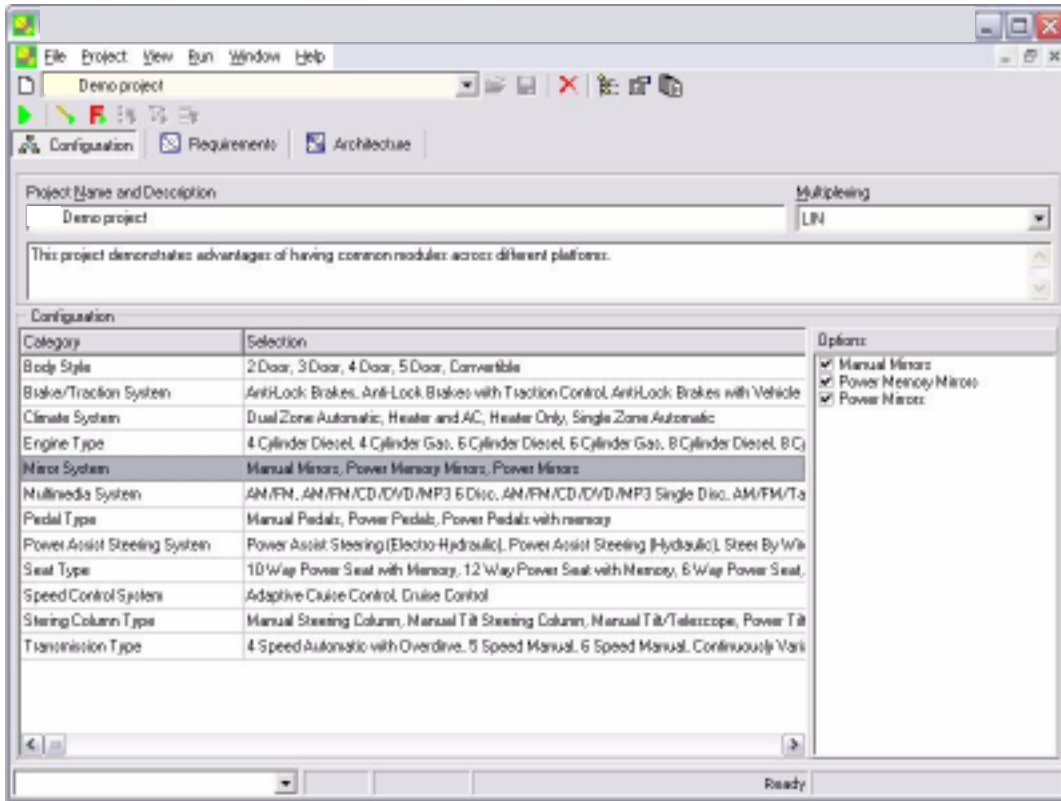 File Project View Run Window Help
Demo project
Configuration Requirements Architecture
Project Name and Description Multiplexing
Demo project LIN
This project demonstrates advantages of having common modules across different platforms.
Configuration
Category Selection Options
Body Style 2 Door, 3 Door, 4 Door, 5 Door, Convertible
Manual Mirrors
Brake/Traction System Anti-Lock Brakes, Anti-Lock Brakes with Traction Control, Anti-Lock Brakes with Vehicle
Power Memory Mirrors
Power Mirrors
Climate System Dual Zone Automatic, Heater and AC, Heater Only, Single Zone Automatic
Engine Type 4 Cylinder Diesel, 4 Cylinder Gas, 6 Cylinder Diesel, 6 Cylinder Gas, 8 Cylinder Diesel, 8 Cy
Mirror System Manual Mirrors, Power Memory Mirrors, Power Mirrors
Multimedia System AM/FM, AM/FM/CD/DVD/MP3 6 Disc, AM/FM/CD/DVD/MP3 Single Disc, AM/FM/Ta
Pedal Type Manual Pedals, Power Pedals, Power Pedals with memory
Power Assist Steering System Power Assist Steering (Electro-Hydraulic), Power Assist Steering (Hydraulic), Steer By Wir
Seat Type 10 Way Power Seat with Memory, 12 Way Power Seat with Memory, 6 Way Power Seat,
Speed Control System Adaptive Cruise Control, Cruise Control
Stering Column Type Manual Steering Column, Manual Tilt Steering Column, Manual Tilt/Telescope, Power Tilt
Transmission Type 4 Speed Automatic with Overdrive, 5 Speed Manual, 6 Speed Manual, Continuously Vari
Ready